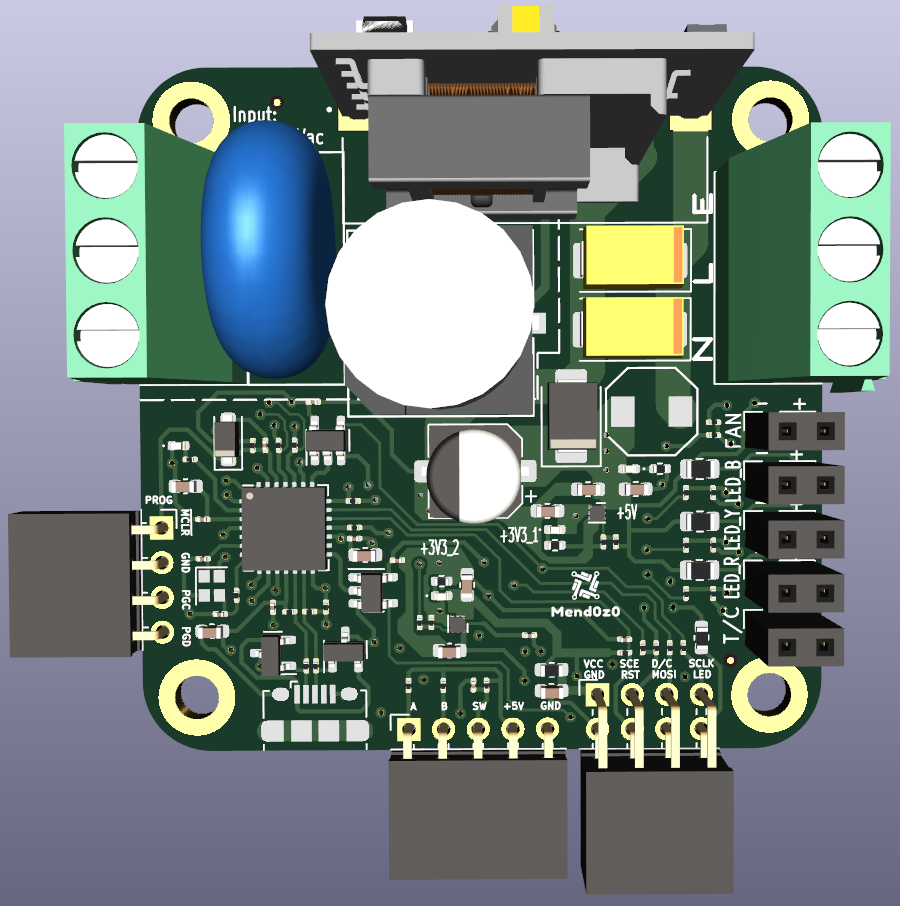 Input:
Vac
E
L
N
- +
FAN
+
LED_B
LED_Y
LED_R
T/C
PROG
MCLR
GND
PGC
PGD
+
+5V
+3V3_1
+3V3_2
Mend0z0
VCC SCE D/C SCLK
GND RST MOSI LED
A B SW +5V GND